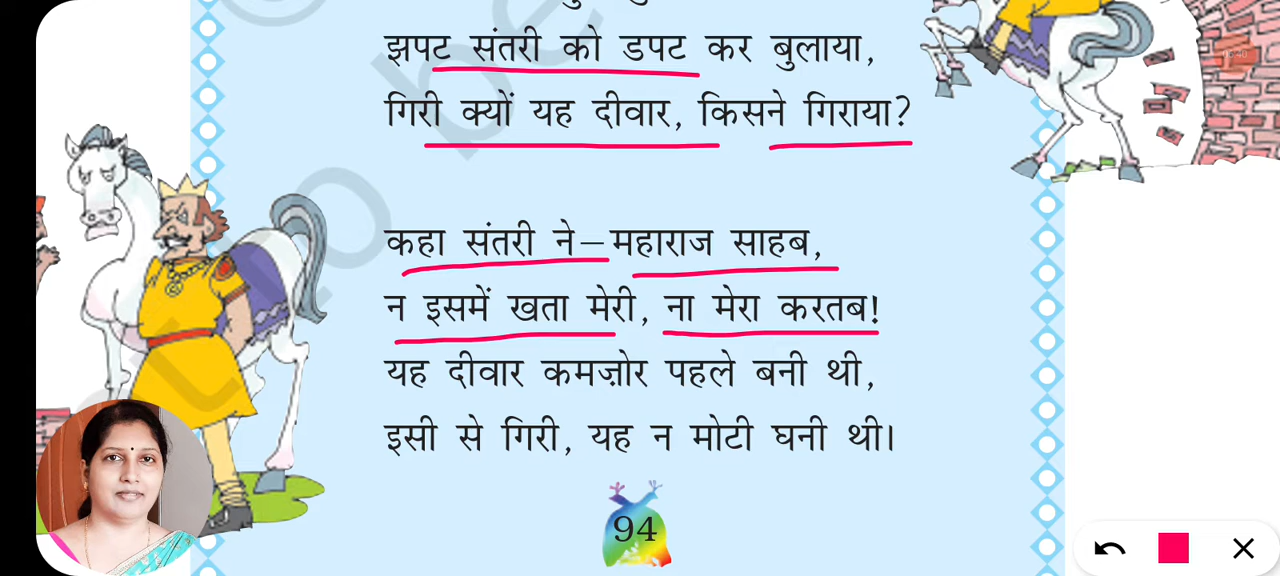 झपट संतरी को डपट कर बुलाया,
गिरी क्यों यह दीवार, किसने गिराया?
कहा संतरी ने–महाराज साहब,
न इसमें खता मेरी, ना मेरा करतब!
यह दीवार कमज़ोर पहले बनी थी,
इसी से गिरी, यह न मोटी घनी थी।
94